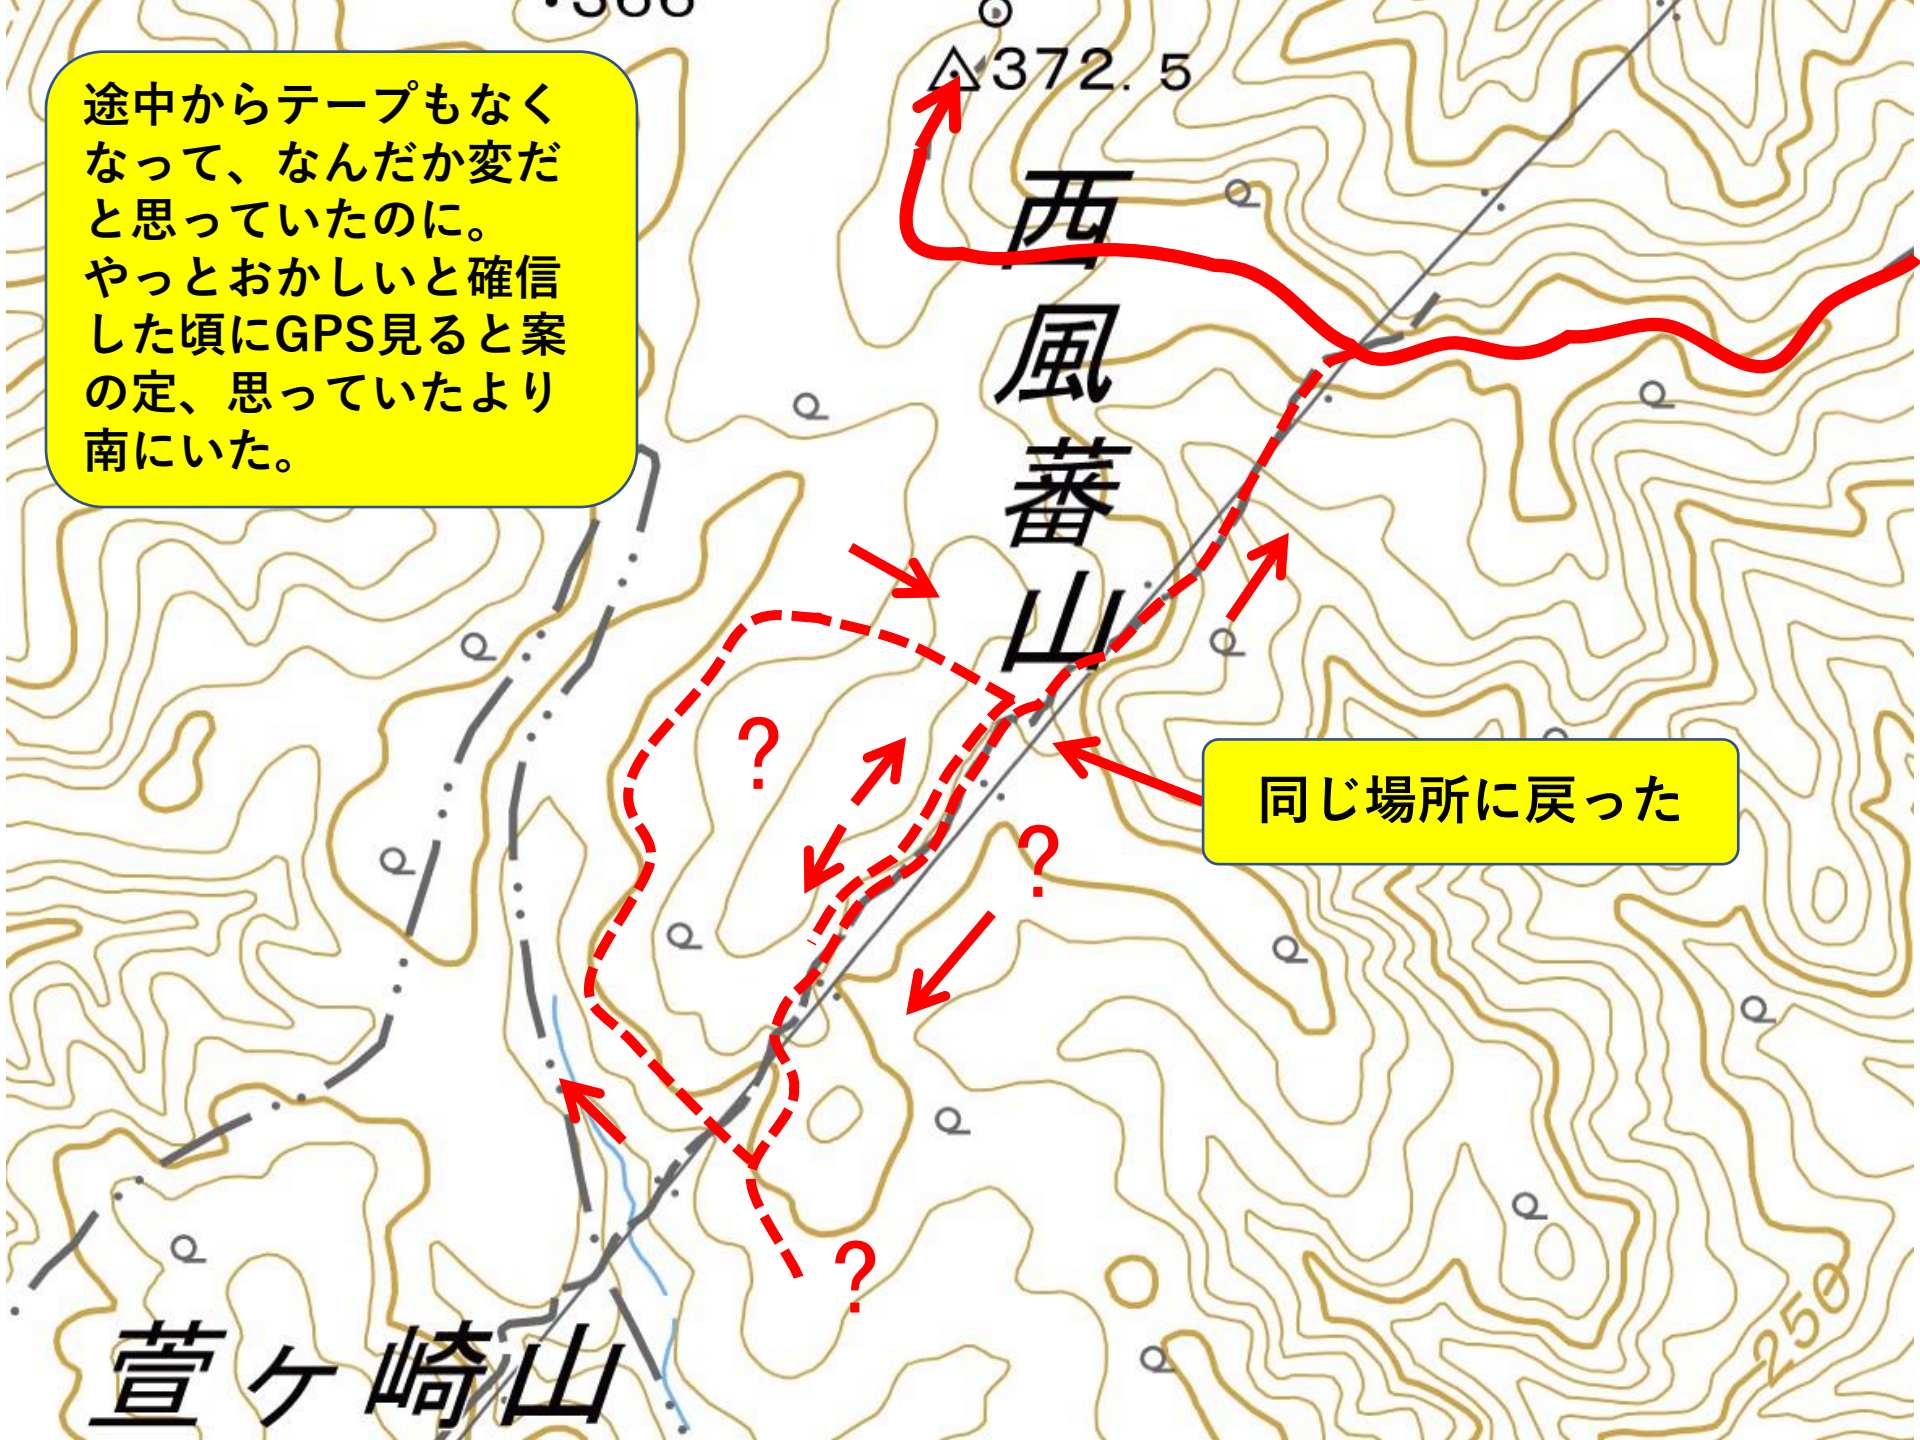 ・366
372.5
途中からテープもなく
なって、なんだか変だ
と思っていたのに。
やっとおかしいと確信
した頃にGPS見ると案
の定、思っていたより
南にいた。
西風蕃山
?
?
同じ場所に戻った
?
萱ヶ崎山
250